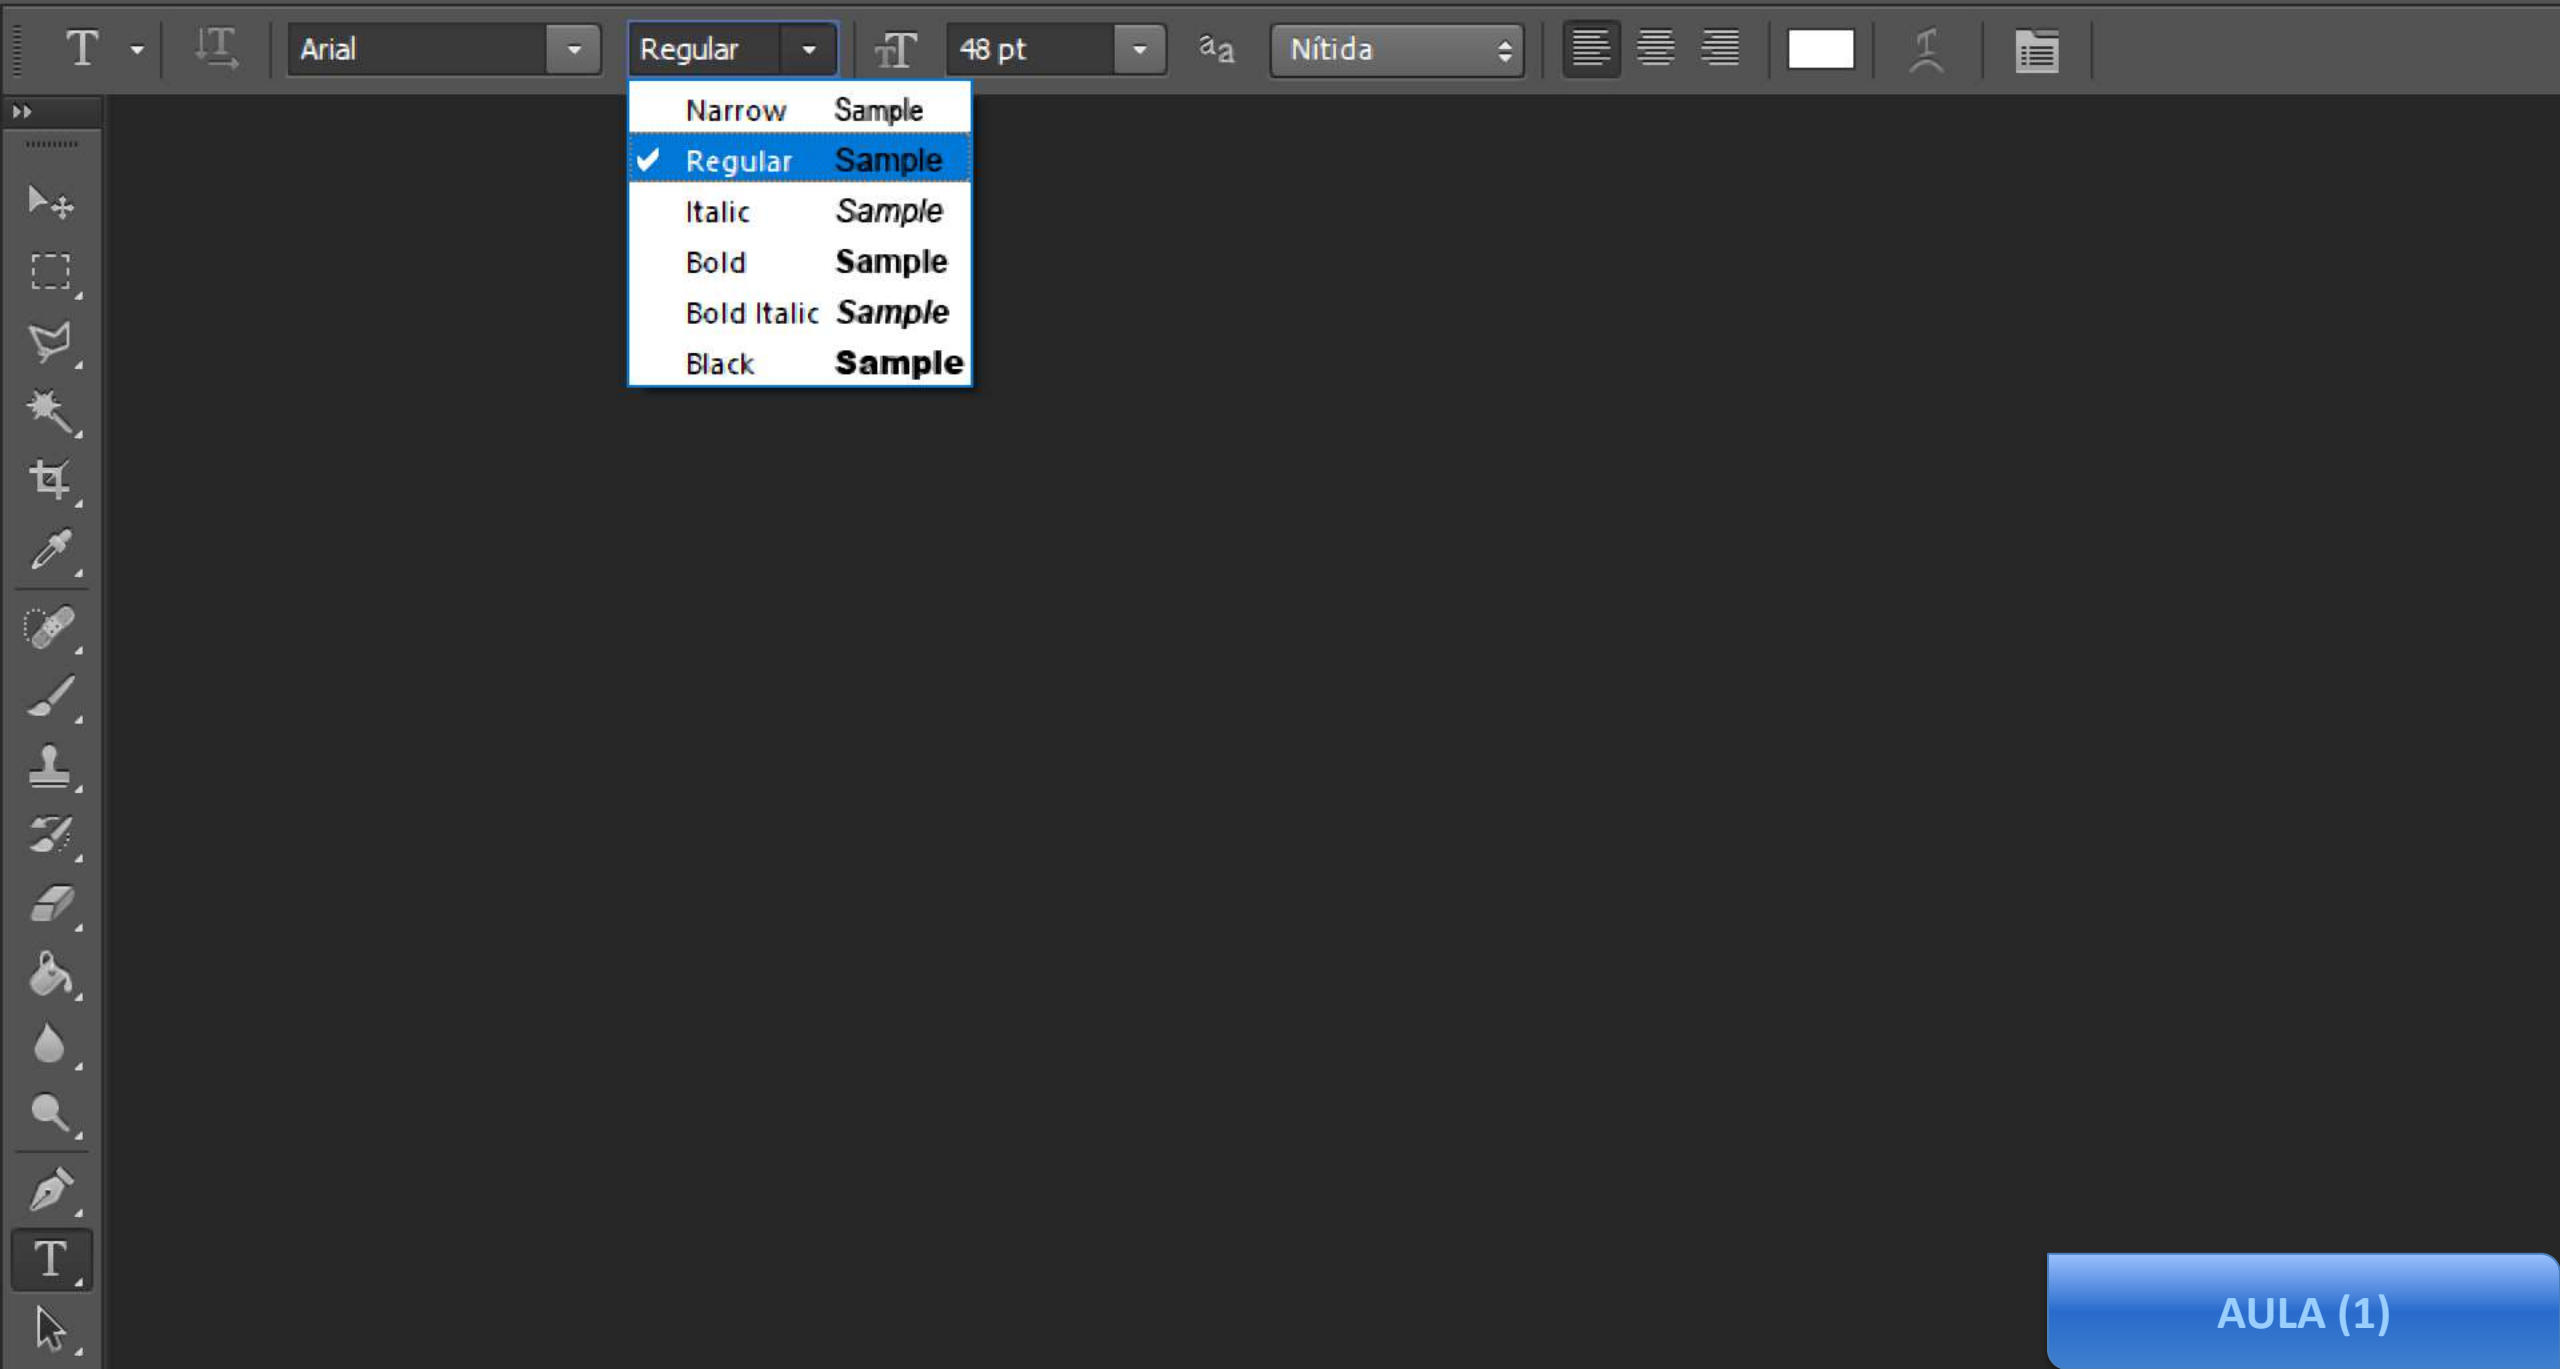 Arial Regular 48 pt Nítida
Narrow Sample
Regular Sample
Italic Sample
Bold Sample
Bold Italic Sample
Black Sample
AULA (1)